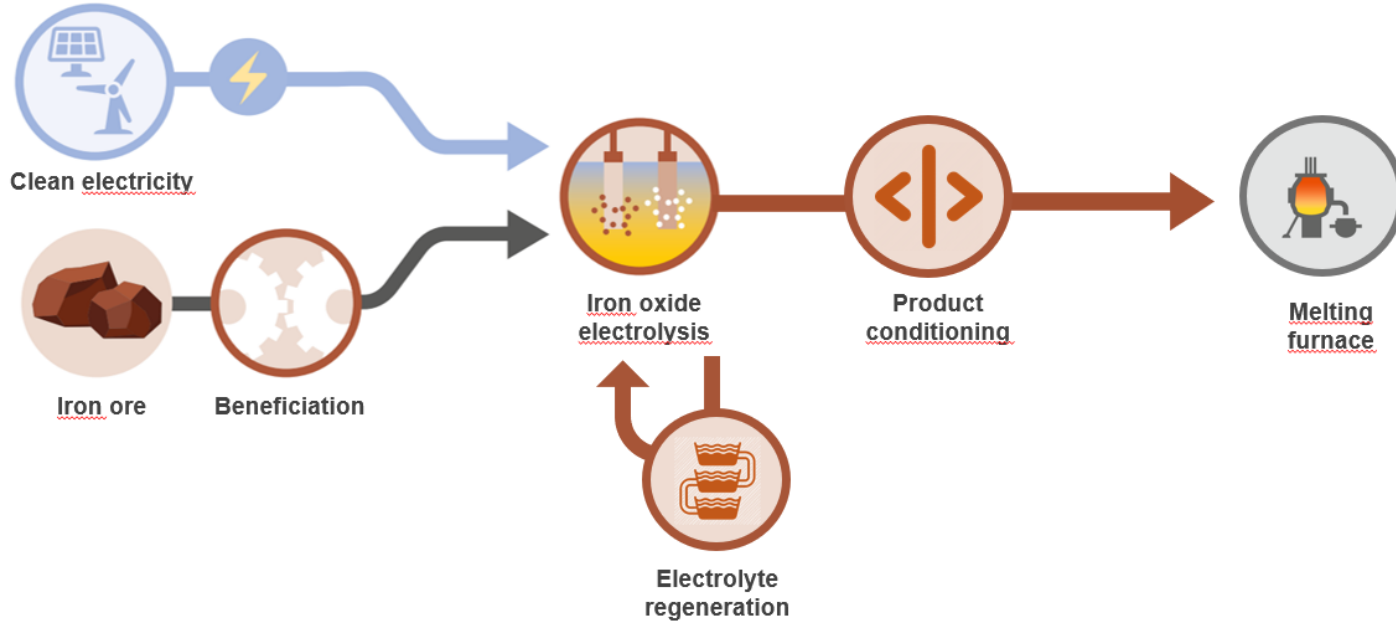 Clean electricity
Iron ore
Beneficiation
Iron oxide
electrolysis
Product
conditioning
Melting
furnace
Electrolyte
regeneration